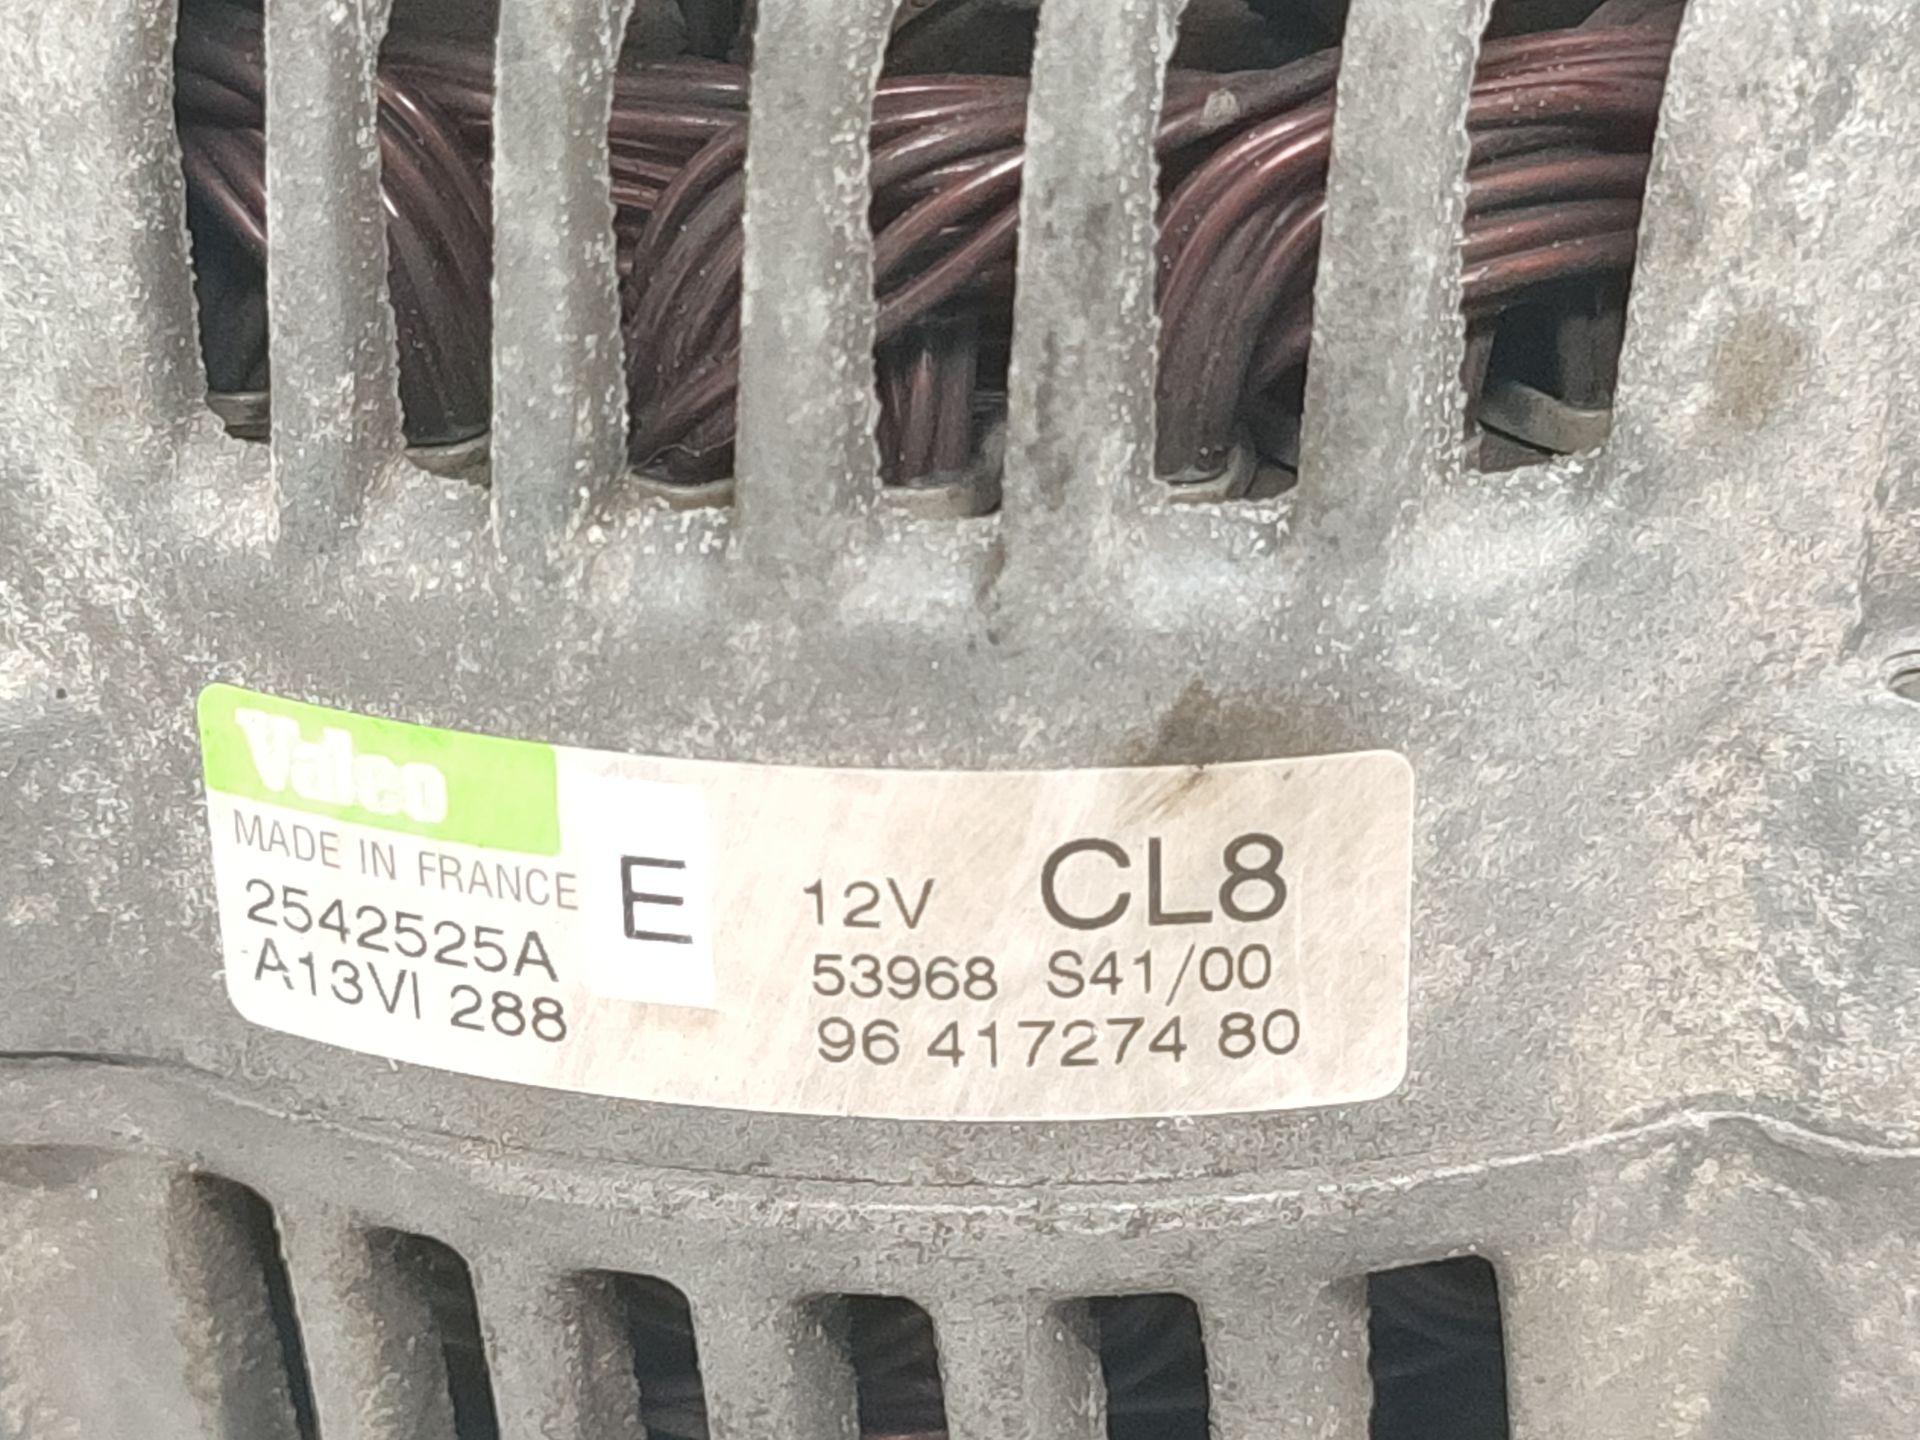 Valeo
MADE IN FRANCE
2542525A
A13VI 288
E
12V CL8
53968 S41/00
96 417274 80